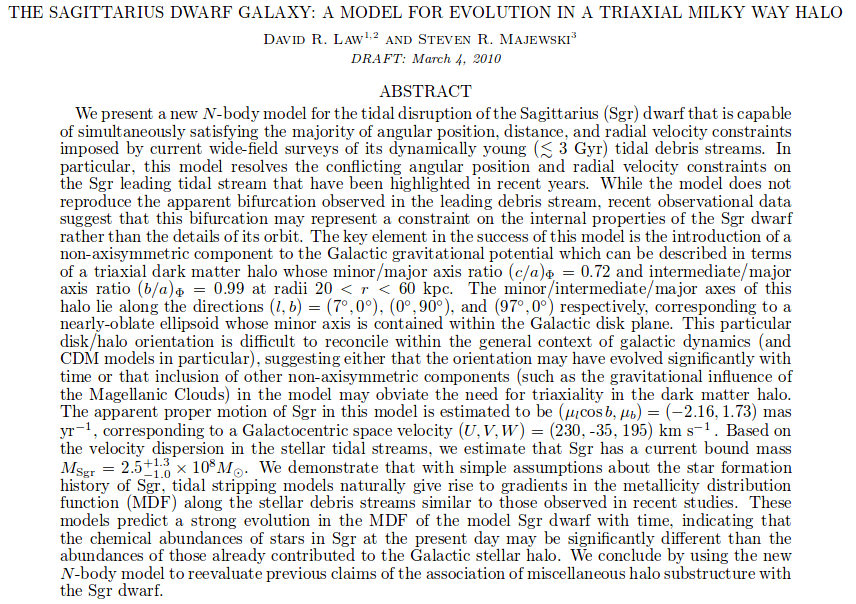 THE SAGITTARIUS DWARF GALAXY: A MODEL FOR EVOLUTION IN A TRIAXIAL MILKY WAY HALO
David R. Law1,2 and Steven R. Majewski3
DRAFT: March 4, 2010
ABSTRACT
We present a new N-body model for the tidal disruption of the Sagittarius (Sgr) dwarf that is capable
of simultaneously satisfying the majority of angular position, distance, and radial velocity constraints
imposed by current wide-field surveys of its dynamically young (≲ 3 Gyr) tidal debris streams. In
particular, this model resolves the conflicting angular position and radial velocity constraints on
the Sgr leading tidal stream that have been highlighted in recent years. While the model does not
reproduce the apparent bifurcation observed in the leading debris stream, recent observational data
suggest that this bifurcation may represent a constraint on the internal properties of the Sgr dwarf
rather than the details of its orbit. The key element in the success of this model is the introduction of a
non-axisymmetric component to the Galactic gravitational potential which can be described in terms
of a triaxial dark matter halo whose minor/major axis ratio (c/a)Φ = 0.72 and intermediate/major
axis ratio (b/a)Φ = 0.99 at radii 20 < r < 60 kpc. The minor/intermediate/major axes of this
halo lie along the directions (l, b) = (7°, 0°), (0°, 90°), and (97°, 0°) respectively, corresponding to a
nearly-oblate ellipsoid whose minor axis is contained within the Galactic disk plane. This particular
disk/halo orientation is difficult to reconcile within the general context of galactic dynamics (and
CDM models in particular), suggesting either that the orientation may have evolved significantly with
time or that inclusion of other non-axisymmetric components (such as the gravitational influence of
the Magellanic Clouds) in the model may obviate the need for triaxiality in the dark matter halo.
The apparent proper motion of Sgr in this model is estimated to be (μl cos b, μb) = (−2.16, 1.73) mas
yr−1, corresponding to a Galactocentric space velocity (U, V, W) = (230, -35, 195) km s−1. Based on
the velocity dispersion in the stellar tidal streams, we estimate that Sgr has a current bound mass
MSgr = 2.5+1.3−1.0 × 10^8 M⊙. We demonstrate that with simple assumptions about the star formation
history of Sgr, tidal stripping models naturally give rise to gradients in the metallicity distribution
function (MDF) along the stellar debris streams similar to those observed in recent studies. These
models predict a strong evolution in the MDF of the model Sgr dwarf with time, indicating that
the chemical abundances of stars in Sgr at the present day may be significantly different than the
abundances of those already contributed to the Galactic stellar halo. We conclude by using the new
N-body model to reevaluate previous claims of the association of miscellaneous halo substructure with
the Sgr dwarf.